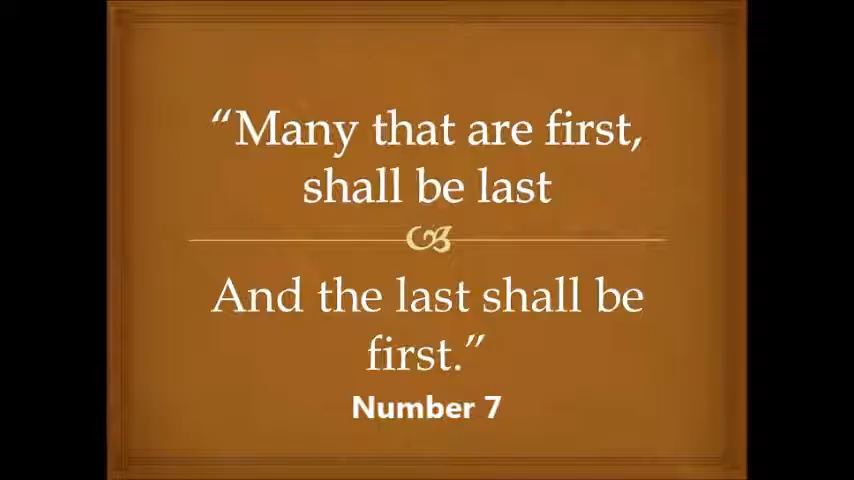 “Many that are first,
shall be last
And the last shall be
first.”
Number 7